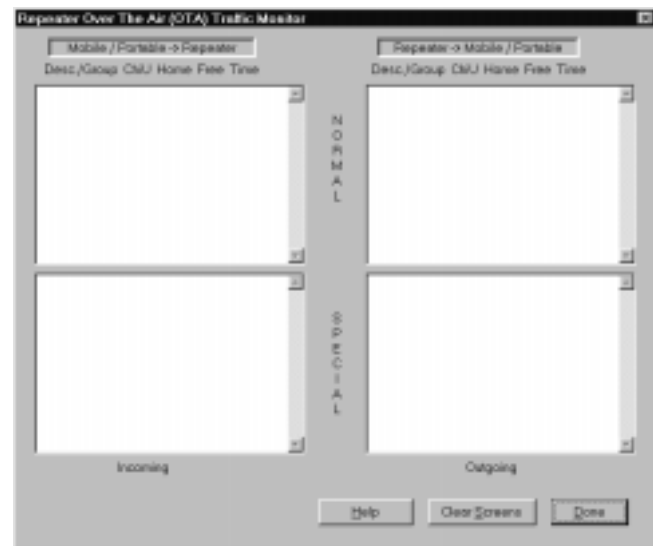 Repeater Over The Air (OTA) Traffic Monitor
Mobile / Portable -> Repeater
Repeater -> Mobile / Portable
Desc./Group Ch/U Home Free Time
Desc./Group Ch/U Home Free Time
NORMAL
SPECIAL
Incoming
Outgoing
Help
Clear Screens
Done